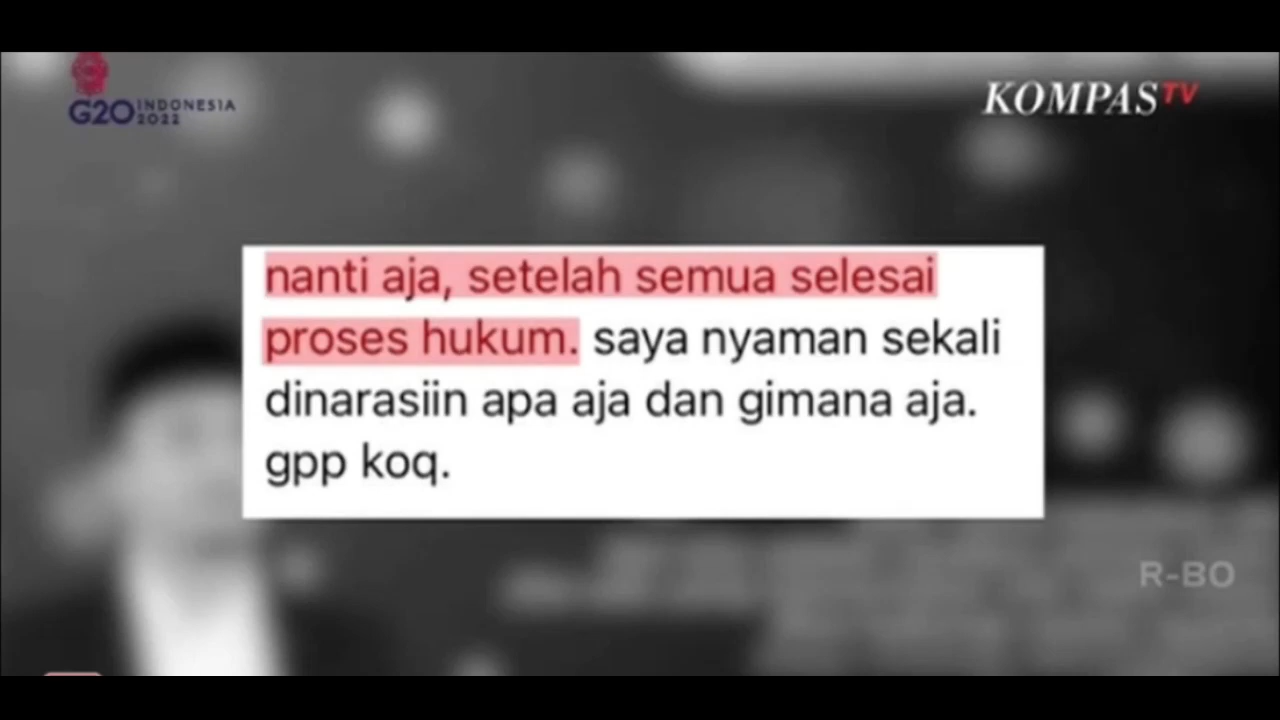 G20 INDONESIA
2022
KOMPASTV
nanti aja, setelah semua selesai
proses hukum. saya nyaman sekali
dinarasiin apa aja dan gimana aja.
gpp koq.
R-BO